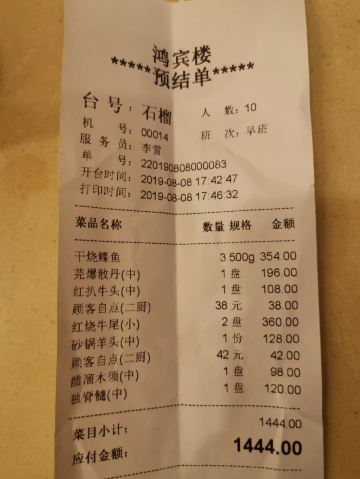 鸿宾楼
*****预结单*****
台号：石榴 人数：10
机号：00014 班次：早班
服务员：李雪
单号：220190808000083
开台时间：2019-08-08 17:42:47
打印时间：2019-08-08 17:46:32
菜品名称 数量 规格 金额
干烧鲽鱼 3 500g 354.00
芫爆散丹(中) 1 盘 196.00
红扒牛头(中) 1 盘 108.00
顾客自点(二厨) 38 元 38.00
红烧牛尾(小) 2 盘 360.00
砂锅羊头(中) 1 份 128.00
顾客自点(二厨) 42 元 42.00
醋溜木须(中) 1 盘 98.00
独脊髓(中) 1 盘 120.00
菜目小计： 1444.00
应付金额： 1444.00